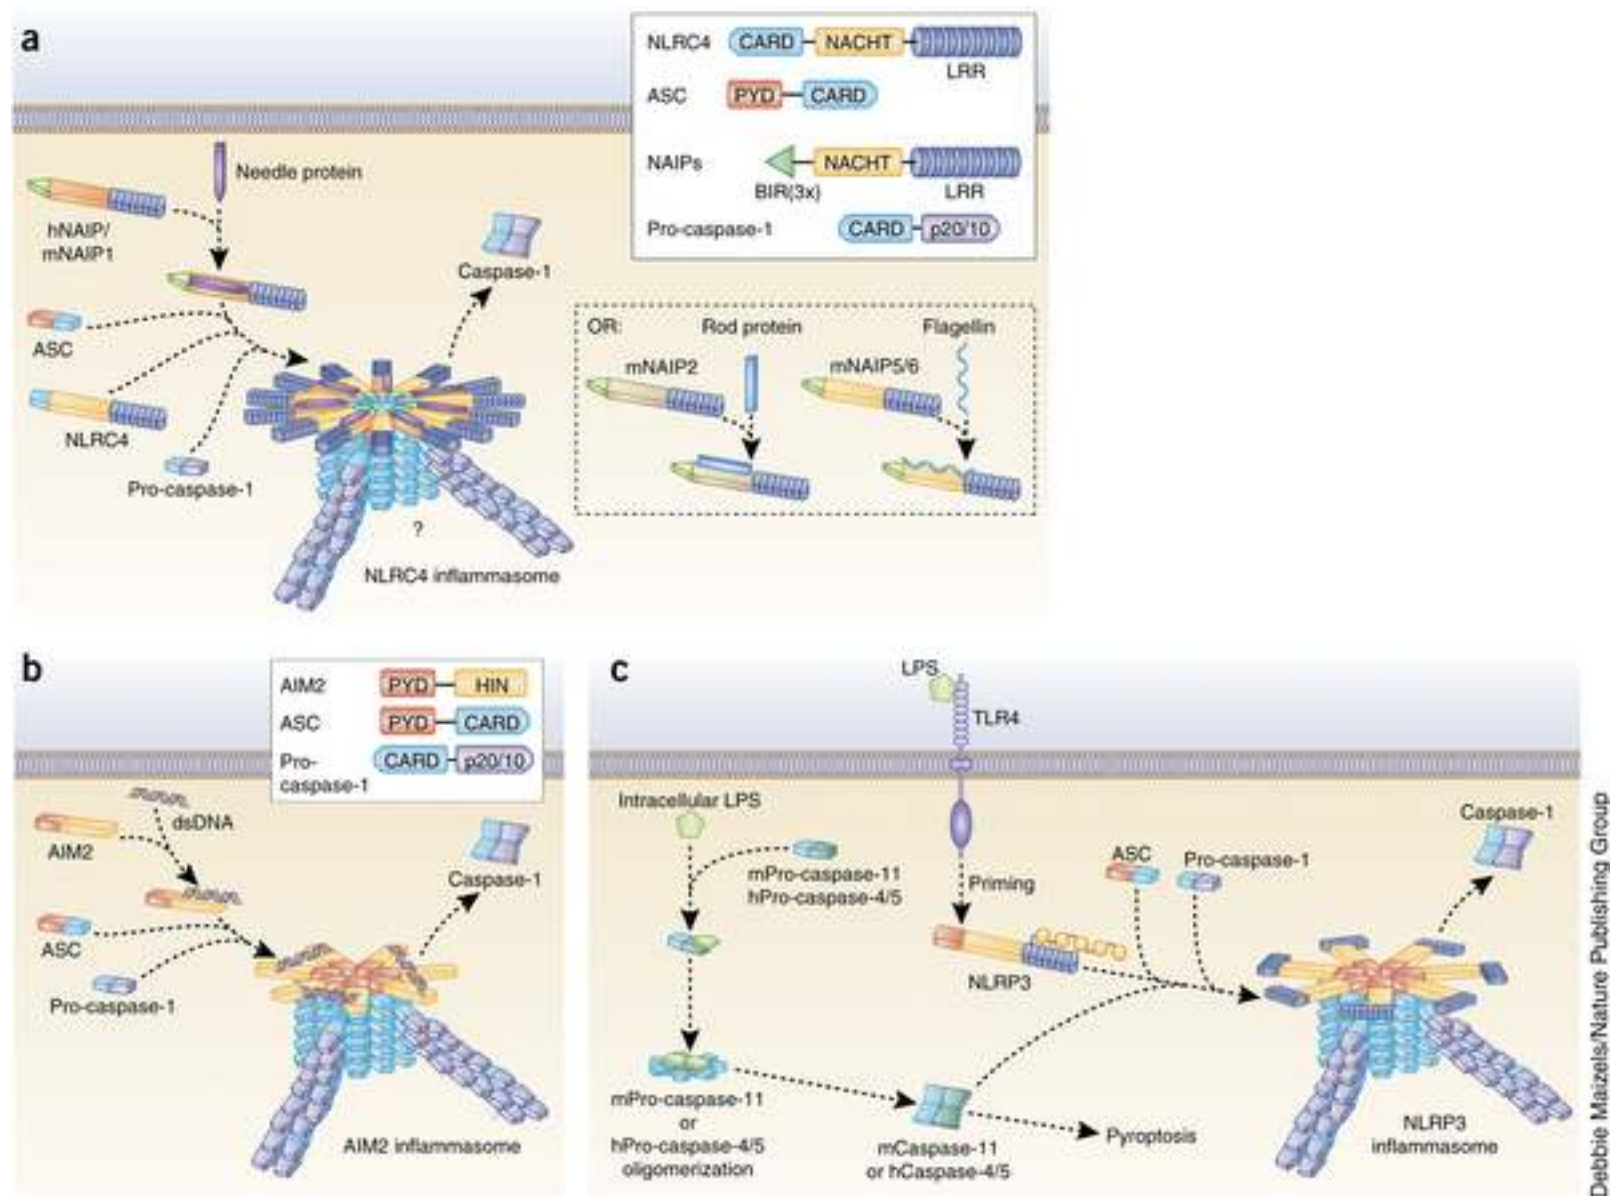 a
NLRC4 CARD NACHT
LRR
ASC PYD CARD
NAIPs NACHT
BIR(3x) LRR
Pro-caspase-1 CARD p20/10
Needle protein
hNAIP/
mNAIP1
Caspase-1
ASC
NLRC4
Pro-caspase-1
?
NLRC4 inflammasome
OR: Rod protein Flagellin
mNAIP2 mNAIP5/6
b
AIM2 PYD HIN
ASC PYD CARD
Pro- CARD p20/10
caspase-1
dsDNA
AIM2
Caspase-1
ASC
Pro-caspase-1
AIM2 inflammasome
c
LPS
TLR4
Intracellular LPS
mPro-caspase-11
hPro-caspase-4/5
Priming
ASC Pro-caspase-1
Caspase-1
NLRP3
mPro-caspase-11
or
hPro-caspase-4/5
oligomerization
mCaspase-11
or hCaspase-4/5
Pyroptosis
NLRP3
inflammasome
Debbie Maizels/Nature Publishing Group